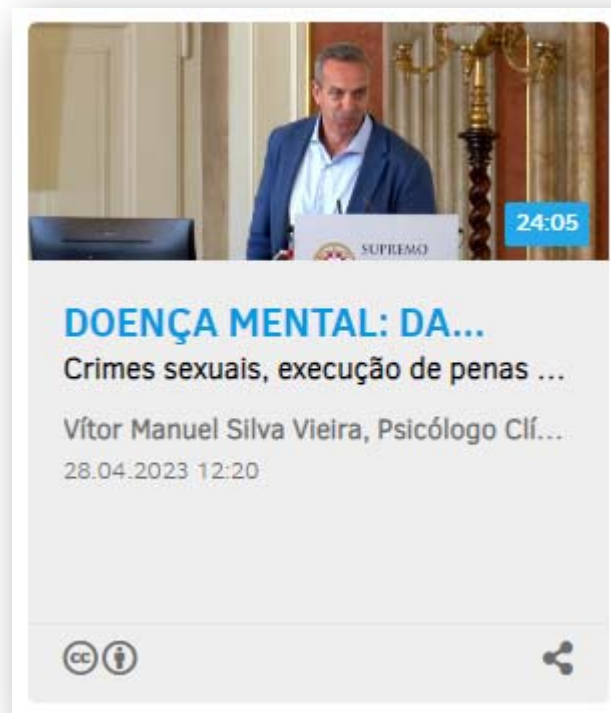 SUPREMO
24:05
DOENÇA MENTAL: DA...
Crimes sexuais, execução de penas ...
Vítor Manuel Silva Vieira, Psicólogo Clí...
28.04.2023 12:20
cc